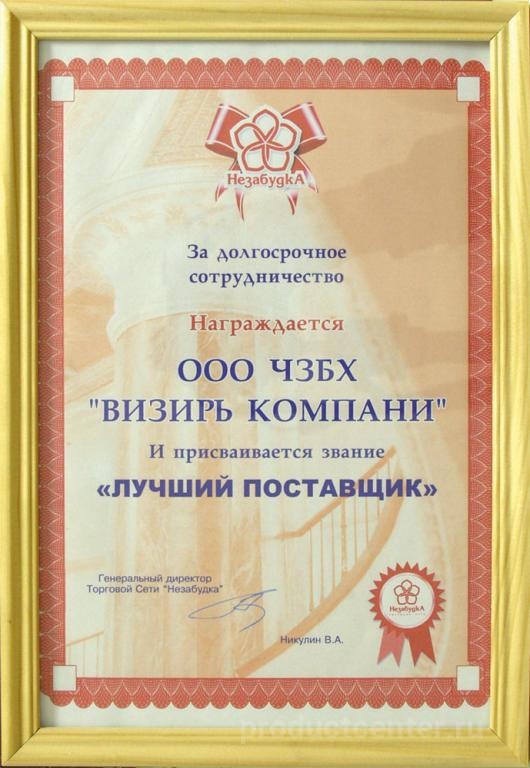 НезабудкА
За долгосрочное
сотрудничество
Награждается
ООО ЧЗБХ
"ВИЗИРЬ КОМПАНИ"
И присваивается звание
«ЛУЧШИЙ ПОСТАВЩИК»
Генеральный директор
Торговой Сети "Незабудка"
Никулин В.А.
НезабудкА
productcenter.ru